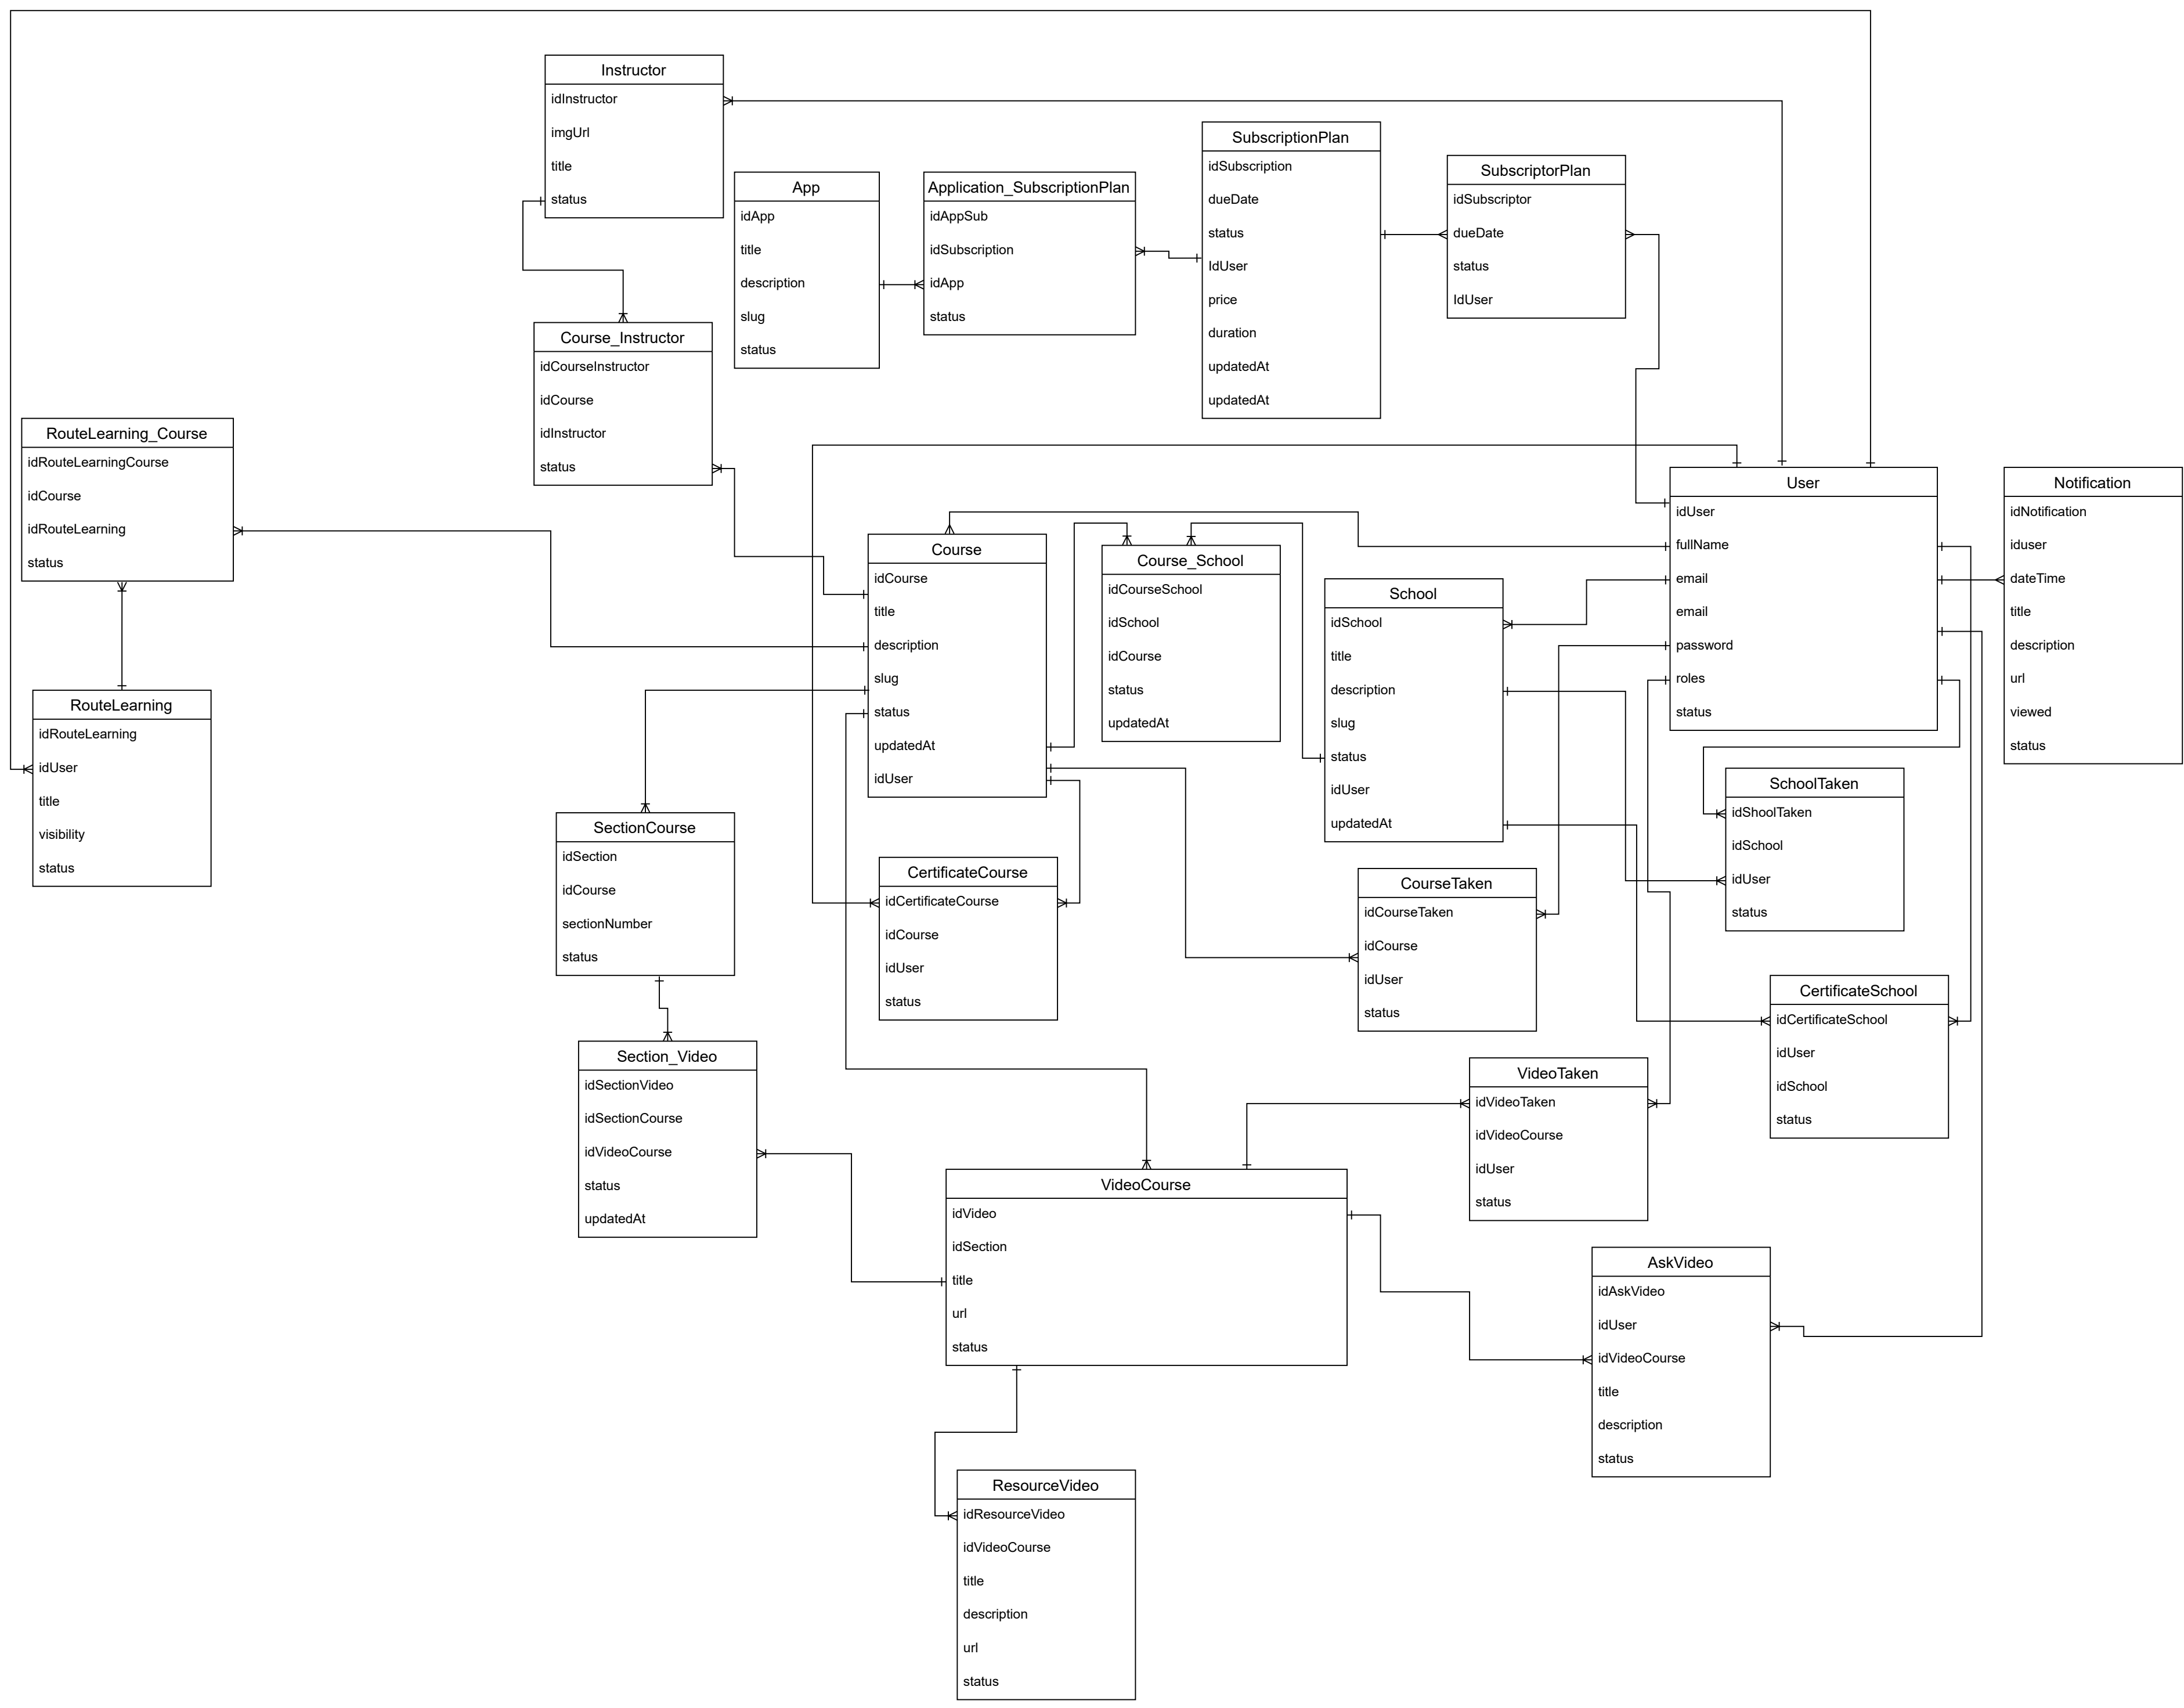 Instructor
idInstructor
imgUrl
title
status
App
idApp
title
description
slug
status
Application_SubscriptionPlan
idAppSub
idSubscription
idApp
status
SubscriptionPlan
idSubscription
dueDate
status
IdUser
price
duration
updatedAt
updatedAt
SubscriptorPlan
idSubscriptor
dueDate
status
IdUser
Course_Instructor
idCourseInstructor
idCourse
idInstructor
status
RouteLearning_Course
idRouteLearningCourse
idCourse
idRouteLearning
status
RouteLearning
idRouteLearning
idUser
title
visibility
status
Course
idCourse
title
description
slug
status
updatedAt
idUser
Course_School
idCourseSchool
idSchool
idCourse
status
updatedAt
School
idSchool
title
description
slug
status
idUser
updatedAt
User
idUser
fullName
email
email
password
roles
status
Notification
idNotification
iduser
dateTime
title
description
url
viewed
status
SchoolTaken
idShoolTaken
idSchool
idUser
status
SectionCourse
idSection
idCourse
sectionNumber
status
CertificateCourse
idCertificateCourse
idCourse
idUser
status
CourseTaken
idCourseTaken
idCourse
idUser
status
CertificateSchool
idCertificateSchool
idUser
idSchool
status
Section_Video
idSectionVideo
idSectionCourse
idVideoCourse
status
updatedAt
VideoTaken
idVideoTaken
idVideoCourse
idUser
status
VideoCourse
idVideo
idSection
title
url
status
AskVideo
idAskVideo
idUser
idVideoCourse
title
description
status
ResourceVideo
idResourceVideo
idVideoCourse
title
description
url
status